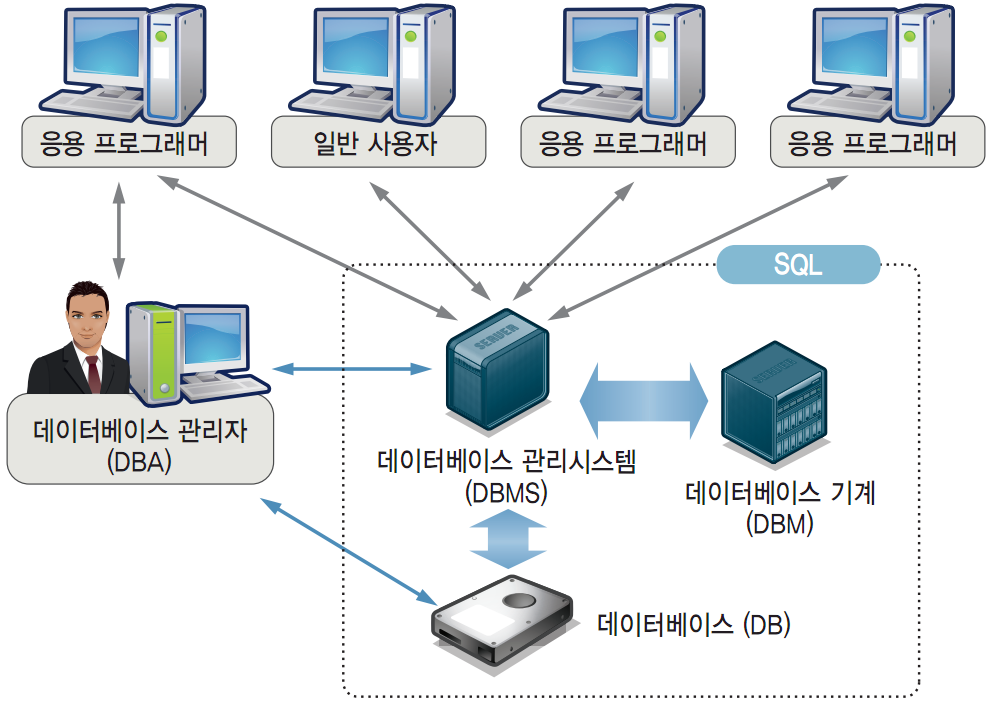 응용 프로그래머
일반 사용자
응용 프로그래머
응용 프로그래머
SQL
SERVER
SERVER
데이터베이스 관리자
(DBA)
데이터베이스 관리시스템
(DBMS)
데이터베이스 기계
(DBM)
데이터베이스 (DB)